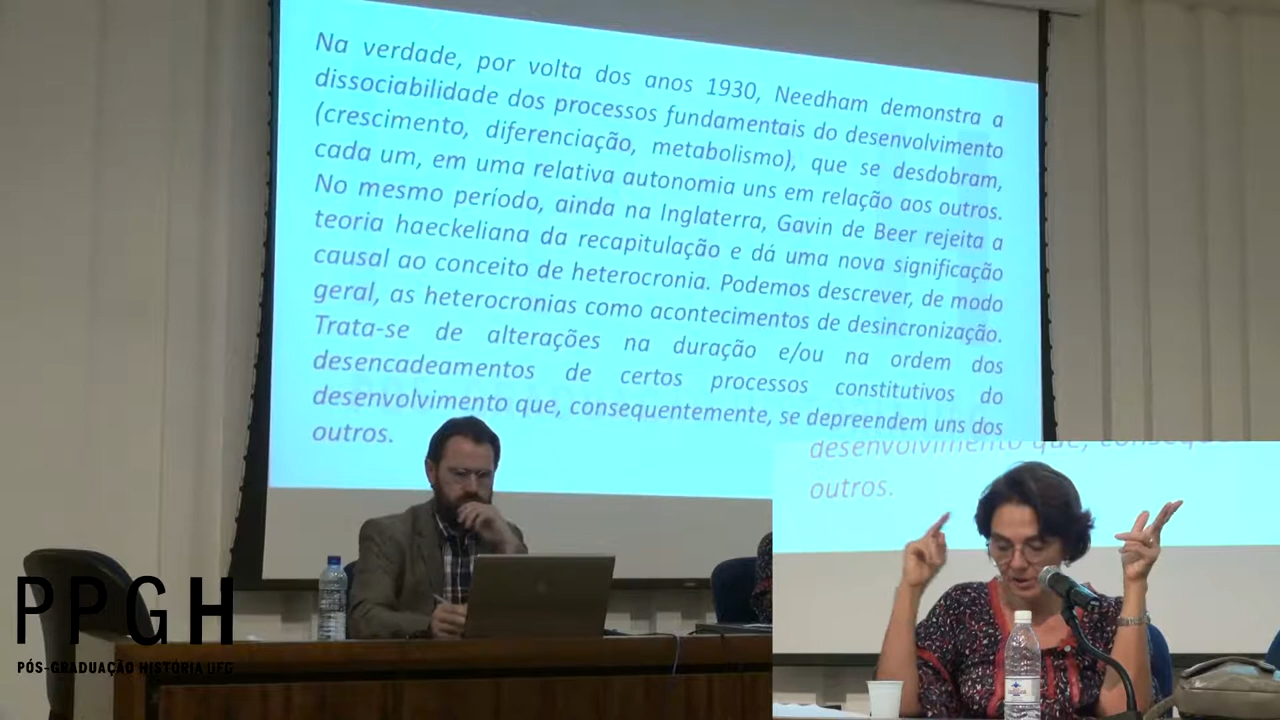 Na verdade, por volta dos anos 1930, Needham demonstra a
dissociabilidade dos processos fundamentais do desenvolvimento
(crescimento, diferenciação, metabolismo), que se desdobram,
cada um, em uma relativa autonomia uns em relação aos outros.
No mesmo período, ainda na Inglaterra, Gavin de Beer rejeita a
teoria haeckeliana da recapitulação e dá uma nova significação
causal ao conceito de heterocronia. Podemos descrever, de modo
geral, as heterocronias como acontecimentos de desincronização.
Trata-se de alterações na duração e/ou na ordem dos
desencadeamentos de certos processos constitutivos do
desenvolvimento que, consequentemente, se depreendem uns dos
outros.
desenvolvimento que,
outros.
PPGH
PÓS-GRADUAÇÃO HISTÓRIA UFG